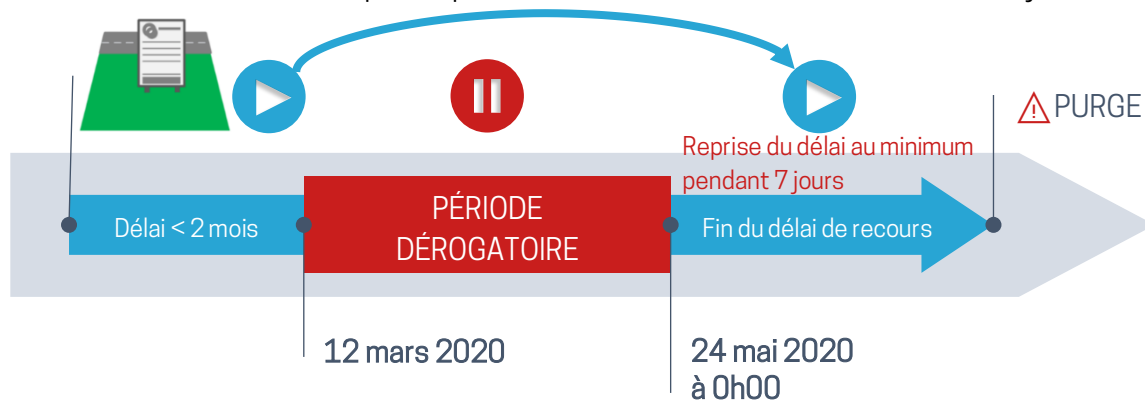 PURGE
Reprise du délai au minimum
pendant 7 jours
Délai < 2 mois
PÉRIODE
DÉROGATOIRE
Fin du délai de recours
12 mars 2020
24 mai 2020
à 0h00